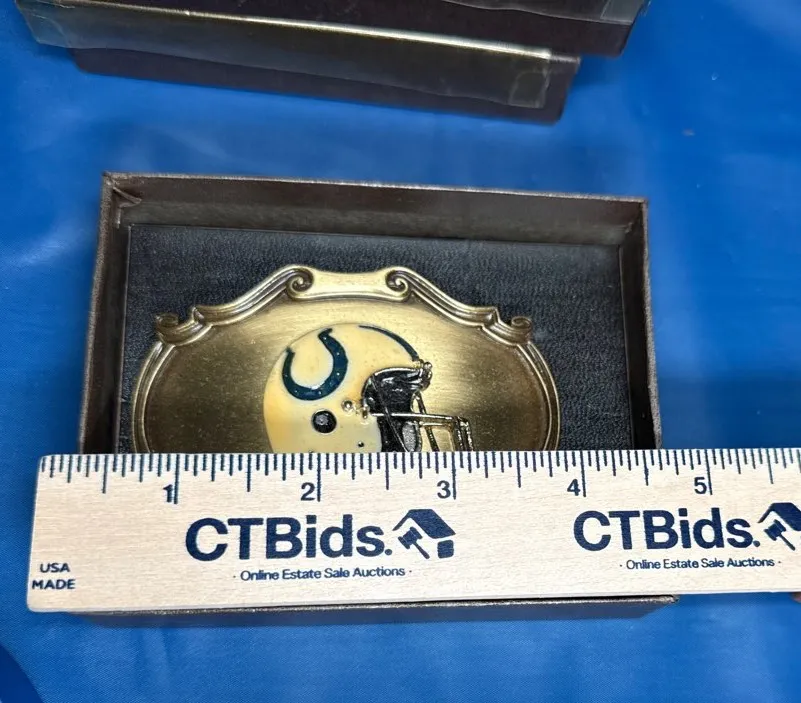 1 2 3 4 5
CTBids. CTBids.
· Online Estate Sale Auctions · · Online Estate Sale Auctions ·
USA
MADE